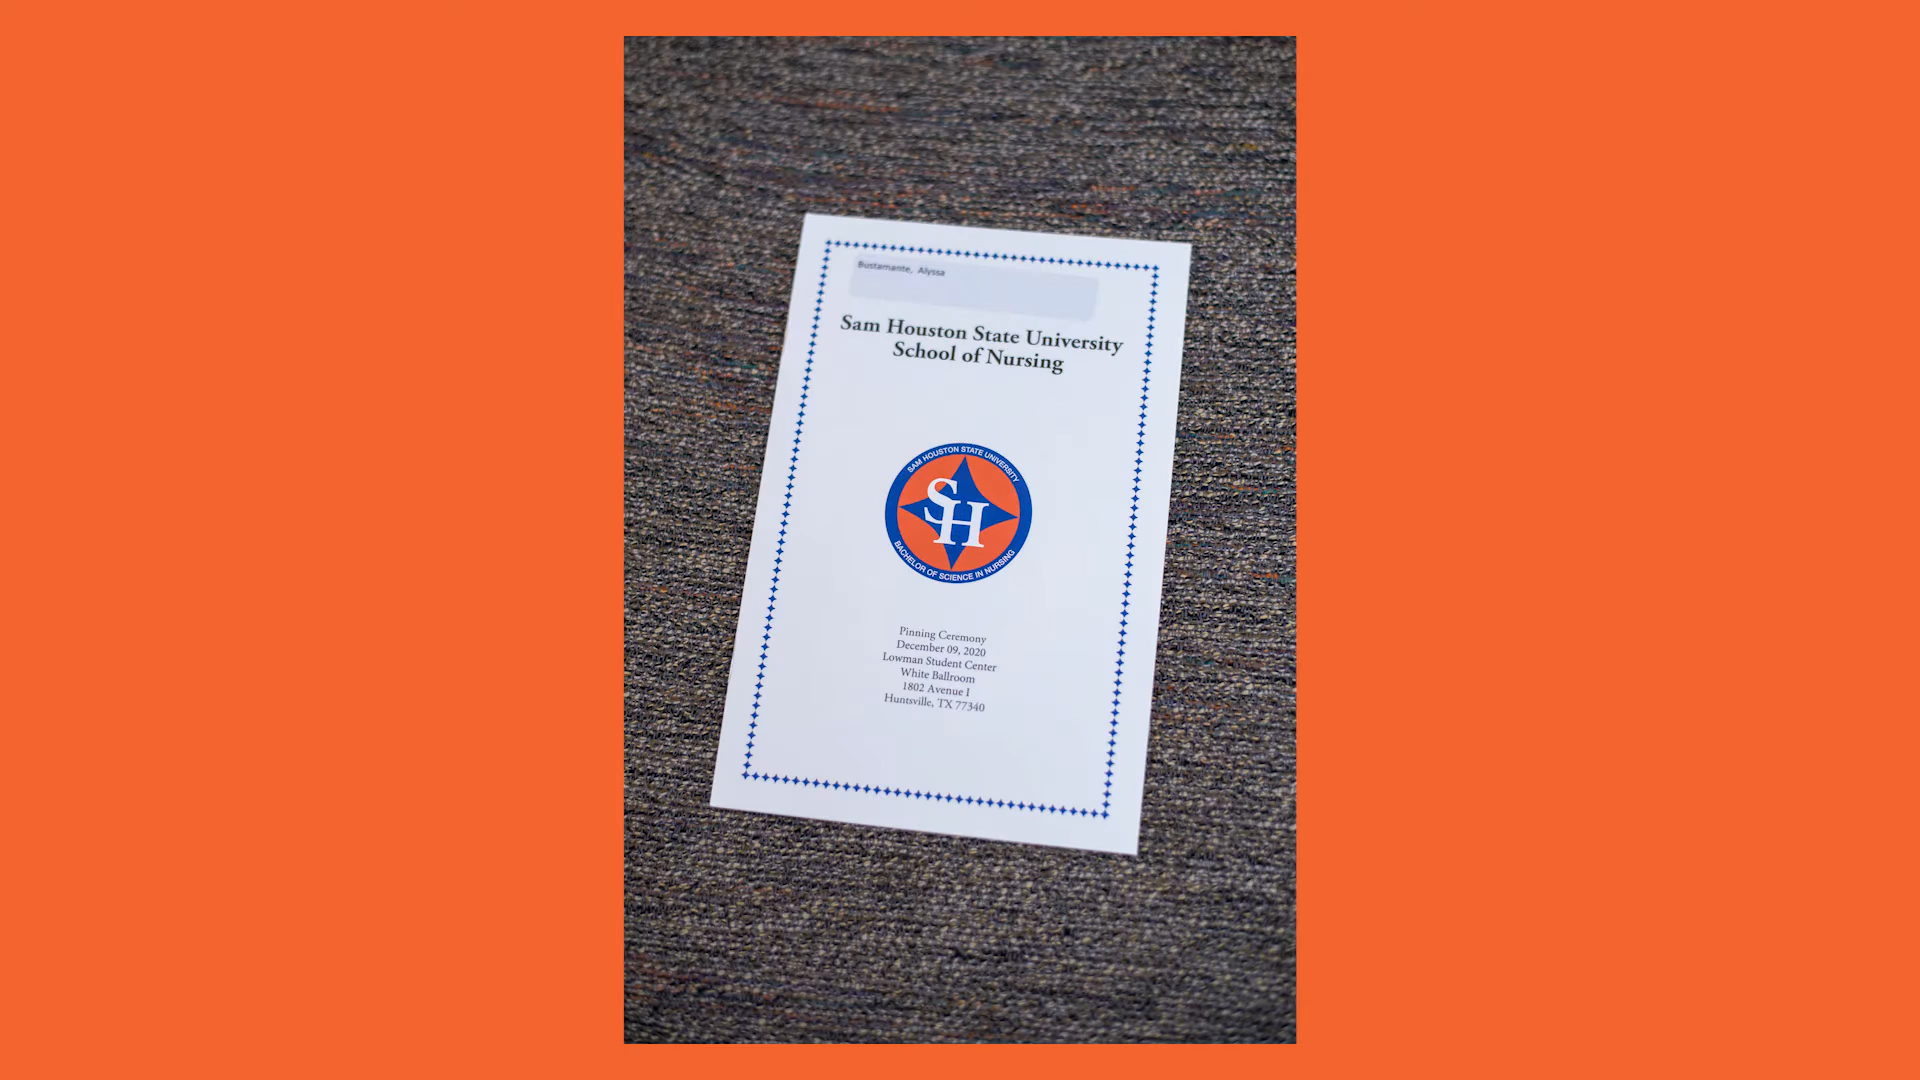 Bustamante, Alyssa
Sam Houston State University
School of Nursing
SAM HOUSTON STATE UNIVERSITY
SH
BACHELOR OF SCIENCE IN NURSING
Pinning Ceremony
December 09, 2020
Lowman Student Center
White Ballroom
1802 Avenue I
Huntsville, TX 77340